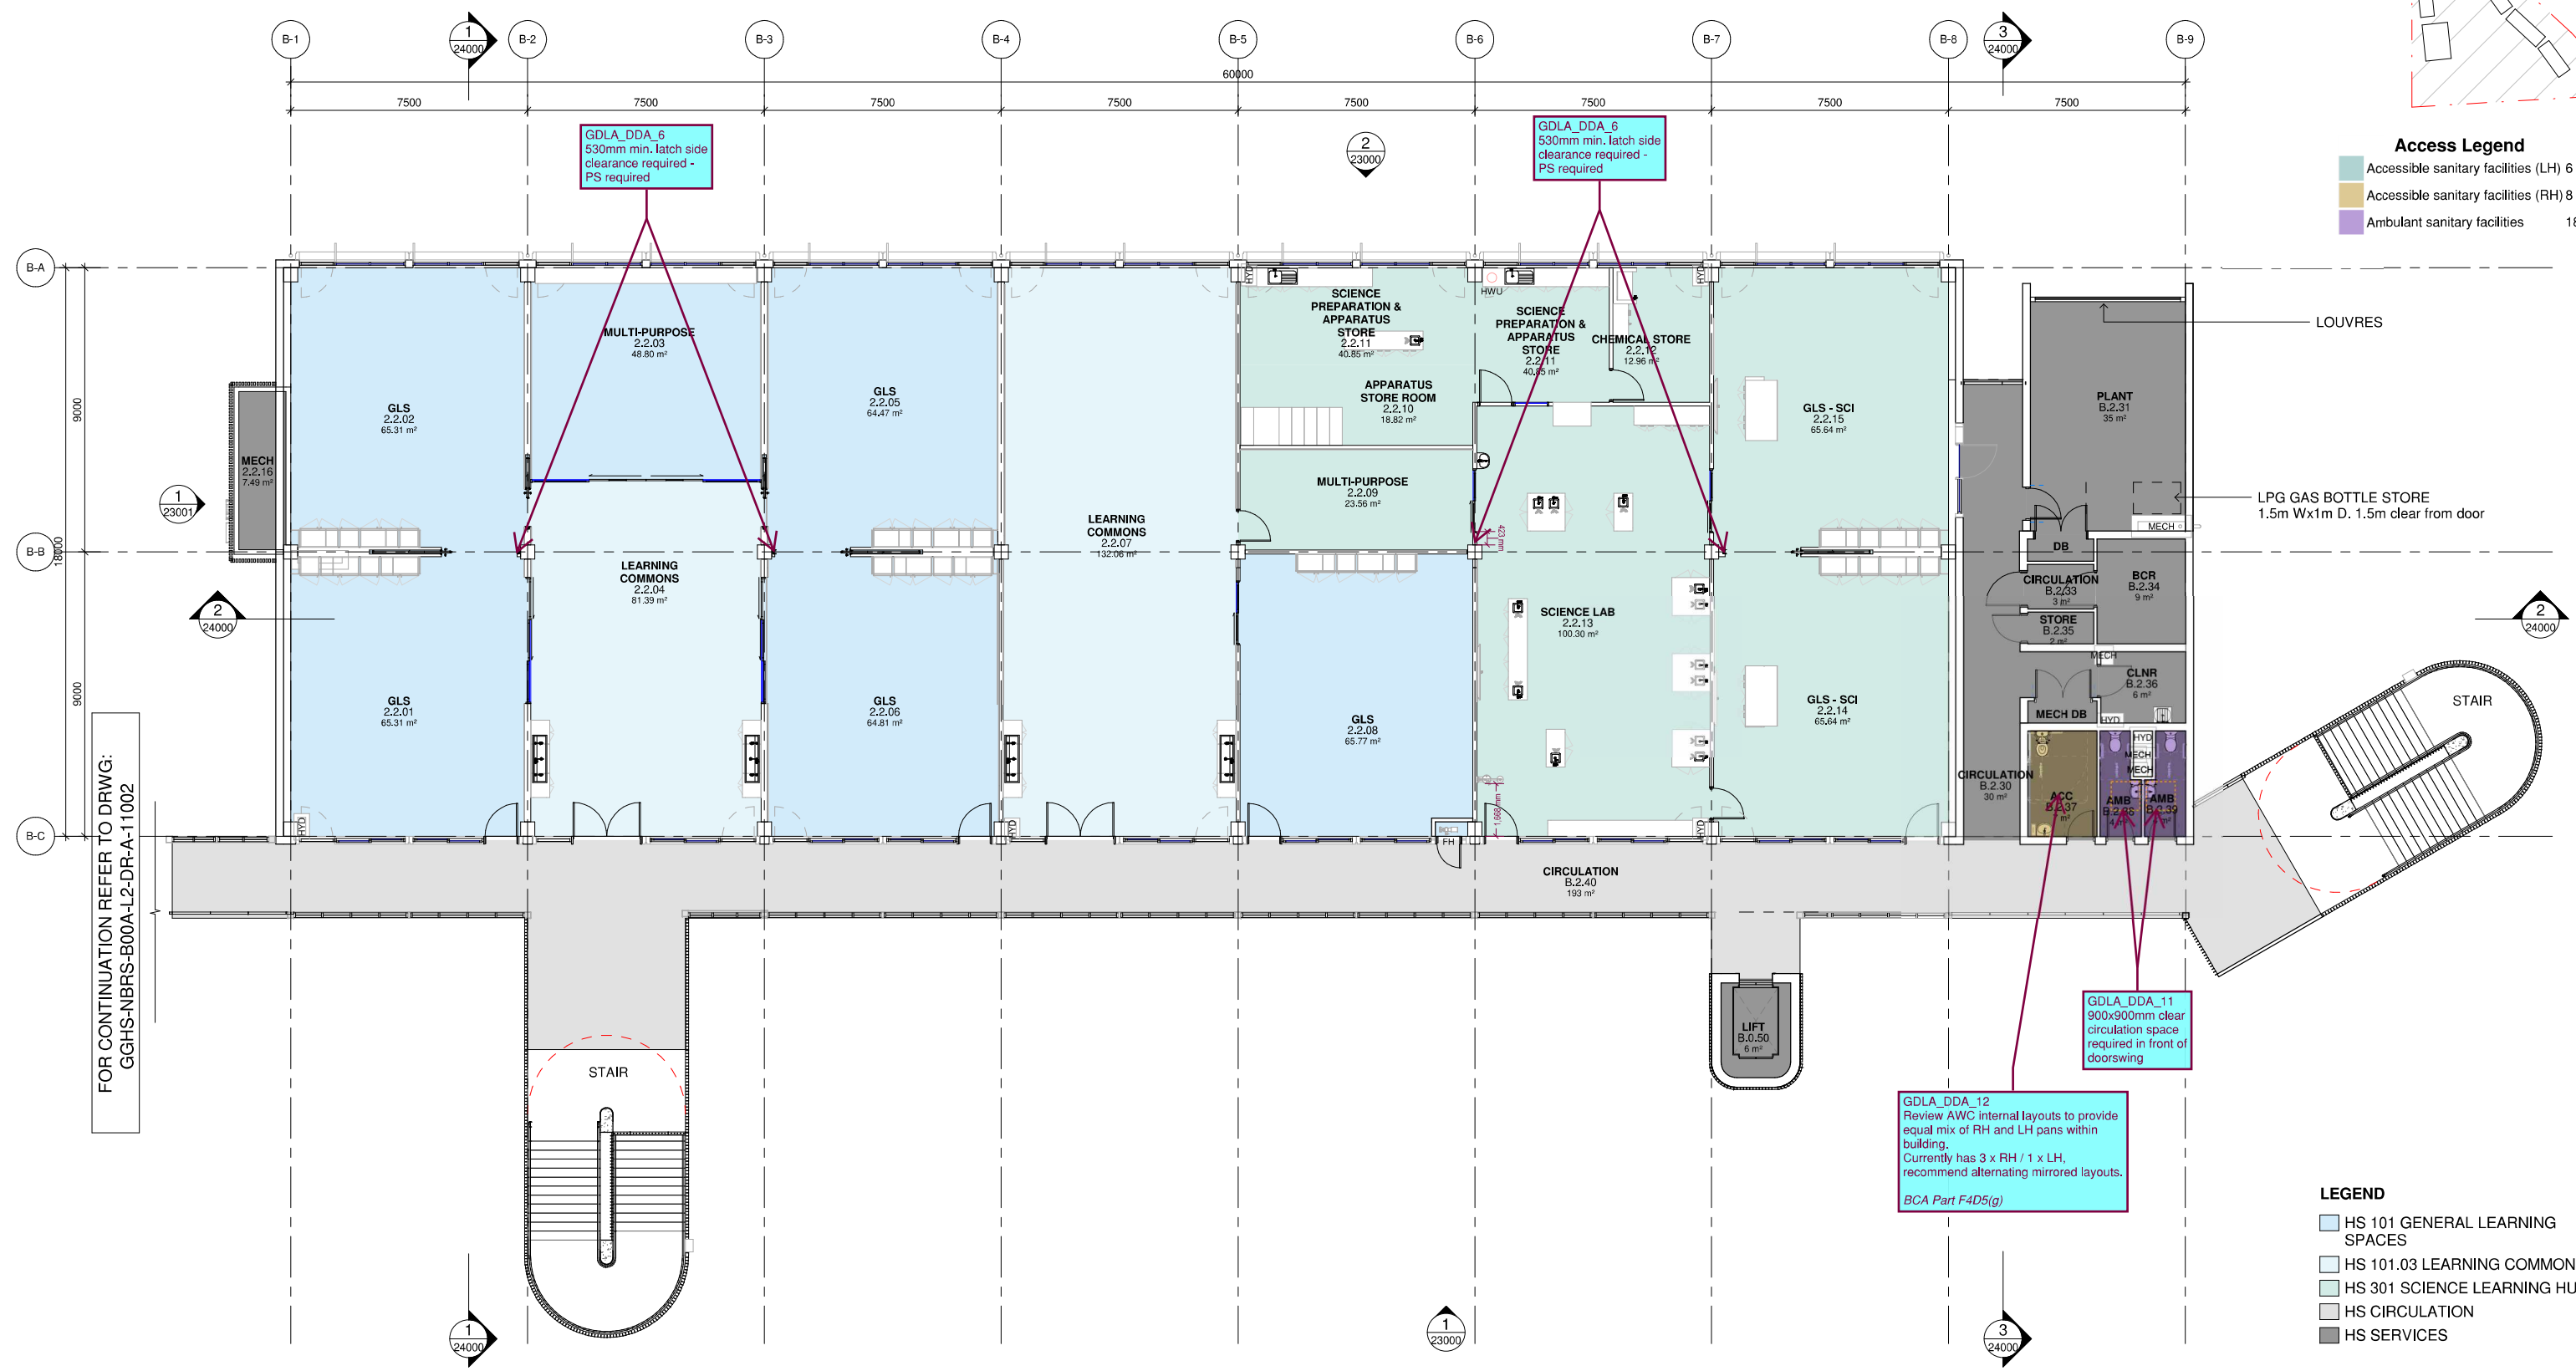 B-1
1
24000
B-2
B-3
B-4
B-5
B-6
B-7
B-8
3
24000
B-9
60000
7500
7500
7500
7500
7500
7500
7500
7500
GDLA_DDA_6
530mm min. latch side
clearance required -
PS required
2
23000
GDLA_DDA_6
530mm min. latch side
clearance required -
PS required
Access Legend
Accessible sanitary facilities (LH) 6
Accessible sanitary facilities (RH) 8
Ambulant sanitary facilities 18
B-A
B-B
B-C
9000
18000
9000
MECH
2.2.16
7.49 m²
1
23001
2
24000
GLS
2.2.02
65.31 m²
MULTI-PURPOSE
2.2.03
48.80 m²
GLS
2.2.05
64.47 m²
LEARNING
COMMONS
2.2.07
132.06 m²
HYD
SCIENCE
PREPARATION &
APPARATUS
STORE
2.2.11
40.85 m²
APPARATUS
STORE ROOM
2.2.10
18.82 m²
MULTI-PURPOSE
2.2.09
23.56 m²
HWU
SCIENCE
PREPARATION &
APPARATUS
STORE
2.2.11
40.85 m²
HYD
CHEMICAL STORE
2.2.12
12.96 m²
GLS - SCI
2.2.15
65.64 m²
LOUVRES
PLANT
B.2.31
35 m²
LPG GAS BOTTLE STORE
1.5m Wx1m D. 1.5m clear from door
MECH
DB
CIRCULATION
B.2.33
3 m²
BCR
B.2.34
9 m²
STORE
B.2.35
2 m²
MECH
CLNR
B.2.36
6 m²
MECH DB
HYD
2
24000
STAIR
GLS
2.2.01
65.31 m²
LEARNING
COMMONS
2.2.04
81.39 m²
GLS
2.2.06
64.81 m²
GLS
2.2.08
65.77 m²
423 mm
SCIENCE LAB
2.2.13
100.30 m²
1,668 mm
GLS - SCI
2.2.14
65.64 m²
CIRCULATION
B.2.30
30 m²
ACC
B.2.37
m²
HYD
MECH
MECH
AMB
AMB
HYD
HYD
FH
HYD
CIRCULATION
B.2.40
193 m²
FOR CONTINUATION REFER TO DRWG:
GGHS-NBRS-B00A-L2-DR-A-11002
STAIR
LIFT
B.0.50
6 m²
GDLA_DDA_11
900x900mm clear
circulation space
required in front of
doorswing
GDLA_DDA_12
Review AWC internal layouts to provide
equal mix of RH and LH pans within
building.
Currently has 3 x RH / 1 x LH,
recommend alternating mirrored layouts.
BCA Part F4D5(g)
LEGEND
HS 101 GENERAL LEARNING
SPACES
HS 101.03 LEARNING COMMON
HS 301 SCIENCE LEARNING HU
HS CIRCULATION
HS SERVICES
1
24000
1
23000
3
24000